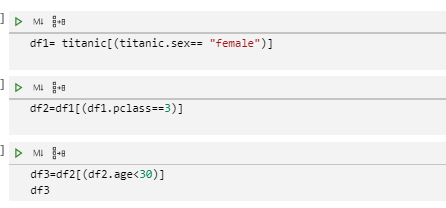 ]
M↓
df1= titanic[(titanic.sex== "female")]
]
M↓
df2=df1[(df1.pclass==3)]
]
M↓
df3=df2[(df2.age<30)]
df3